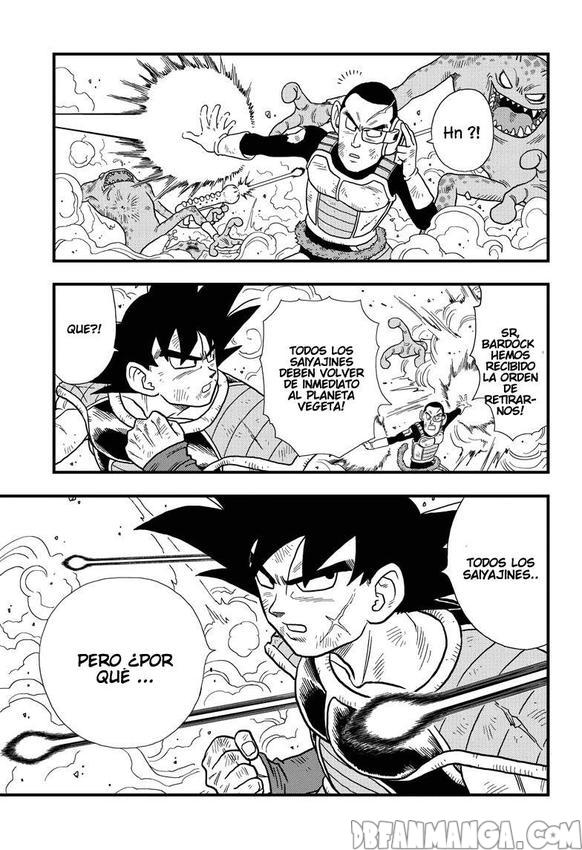 Hn ?!
SR,
BARDOCK
HEMOS
RECIBIDO
LA ORDEN
DE
RETIRAR-
NOS!
TODOS LOS
SAIYAJINES
DEBEN VOLVER
DE INMEDIATO
AL PLANETA
VEGETA!
QUE?!
TODOS LOS
SAIYAJINES..
PERO ¿POR
QUÉ ...
DBFANMANGA.COM